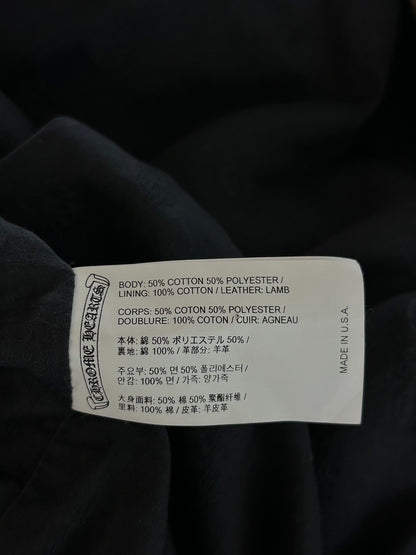 CHROME HEARTS
BODY: 50% COTTON 50% POLYESTER /
LINING: 100% COTTON / LEATHER: LAMB
CORPS: 50% COTON 50% POLYESTER /
DOUBLURE: 100% COTON / CUIR: AGNEAU
本体: 綿 50% ポリエステル 50% /
裏地: 綿 100% / 革部分: 羊革
주요부: 50% 면 50% 폴리에스터 /
안감: 100% 면 / 가죽: 양가죽
大身面料: 50% 棉 50% 聚酯纤维 /
里料: 100% 棉 / 皮革: 羊皮革
MADE IN U.S.A.